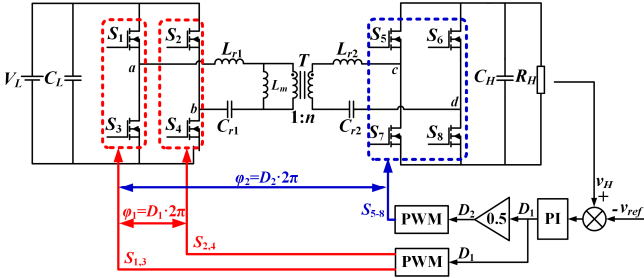 S1 S2 S5 S6
Lr1 T Lr2
a c
VL CL Lm CH RH
b d
Cr1 1:n Cr2
S3 S4 S7 S8
φ2=D2·2π
φ1=D1·2π
vH
S5-8 PWM D2 0.5 D1 PI + - vref
S2,4
S1,3 PWM D1